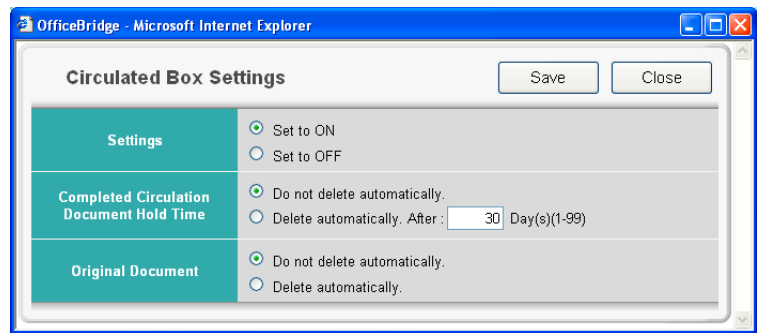 OfficeBridge - Microsoft Internet Explorer
Circulated Box Settings
Save
Close
Settings
Set to ON
Set to OFF
Completed Circulation
Document Hold Time
Do not delete automatically.
Delete automatically. After : 30 Day(s)(1-99)
Original Document
Do not delete automatically.
Delete automatically.